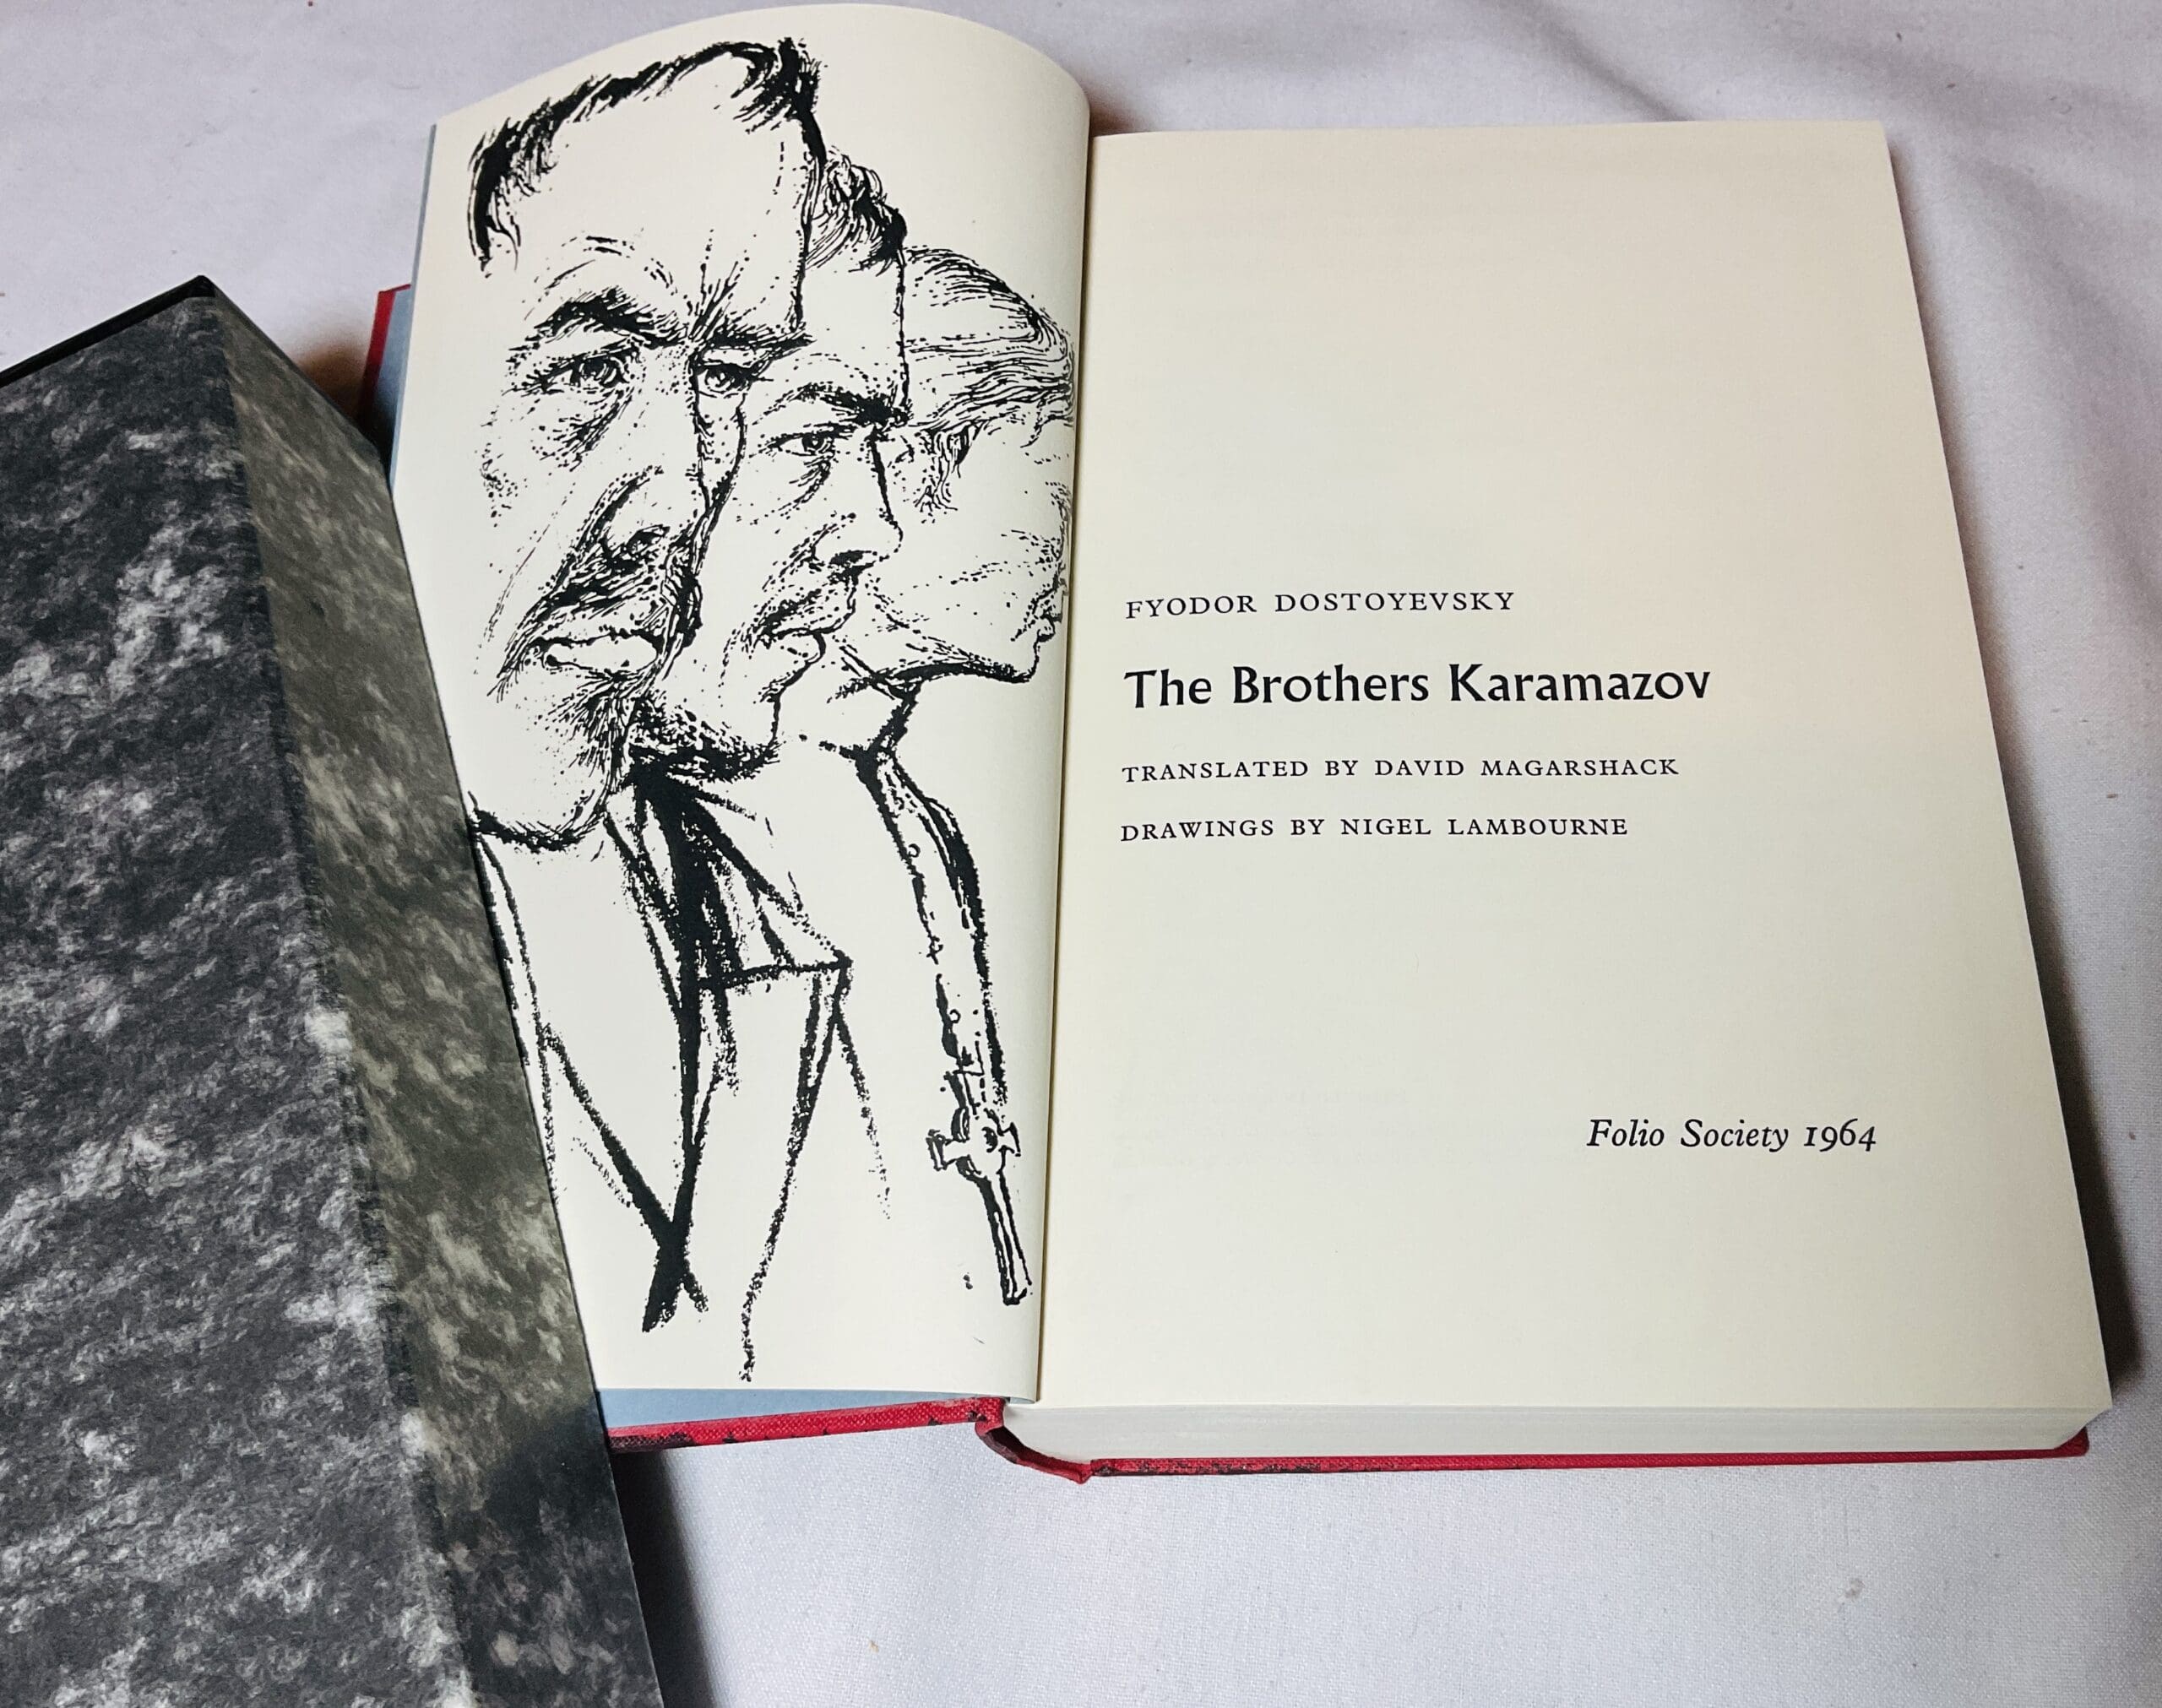 FYODOR DOSTOYEVSKY
The Brothers Karamazov
TRANSLATED BY DAVID MAGARSHACK
DRAWINGS BY NIGEL LAMBOURNE
Folio Society 1964